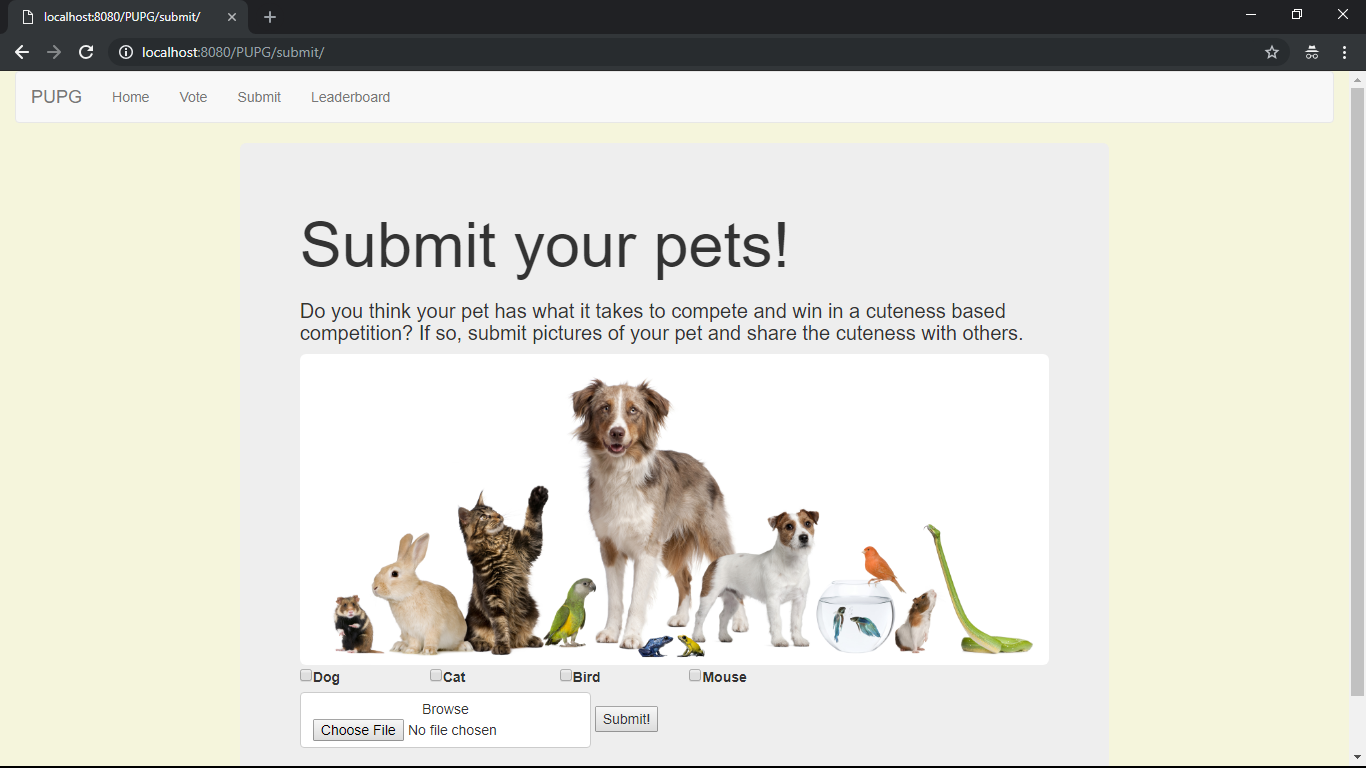 localhost:8080/PUPG/submit/
localhost:8080/PUPG/submit/
PUPG Home Vote Submit Leaderboard
Submit your pets!
Do you think your pet has what it takes to compete and win in a cuteness based
competition? If so, submit pictures of your pet and share the cuteness with others.
Dog Cat Bird Mouse
Browse
Choose File No file chosen
Submit!